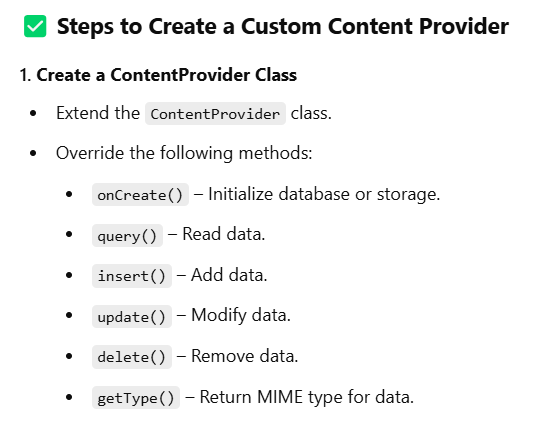 ✅ Steps to Create a Custom Content Provider
1. Create a ContentProvider Class
• Extend the ContentProvider class.
• Override the following methods:
• onCreate() – Initialize database or storage.
• query() – Read data.
• insert() – Add data.
• update() – Modify data.
• delete() – Remove data.
• getType() – Return MIME type for data.